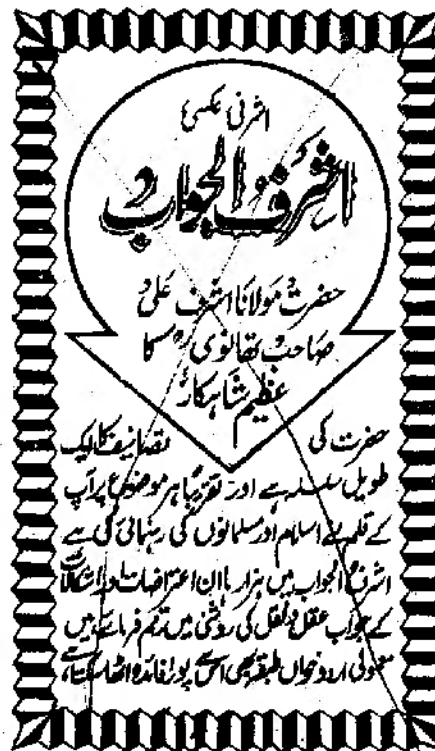 اشرفی عکسی
اشرف الجواب
حضرت مولانا اشرف علی
صاحب تھانوی کا
عظیم شاہکار
حضرت کی تصانیف کا ایک
طویل سلسلہ ہے اور تقریباً ہر موضوع پر آپ
کے قلم نے اسلام اور مسلمانوں کی رہنمائی کی ہے
اشرف الجواب میں ہزارہا ان اعتراضات اور اشکالات
کے جواب عقل و نقل کی روشنی میں رقم فرمائے ہیں
معمولی اردو خواں طبقہ بھی اس سے پورا فائدہ اٹھا سکتا ہے